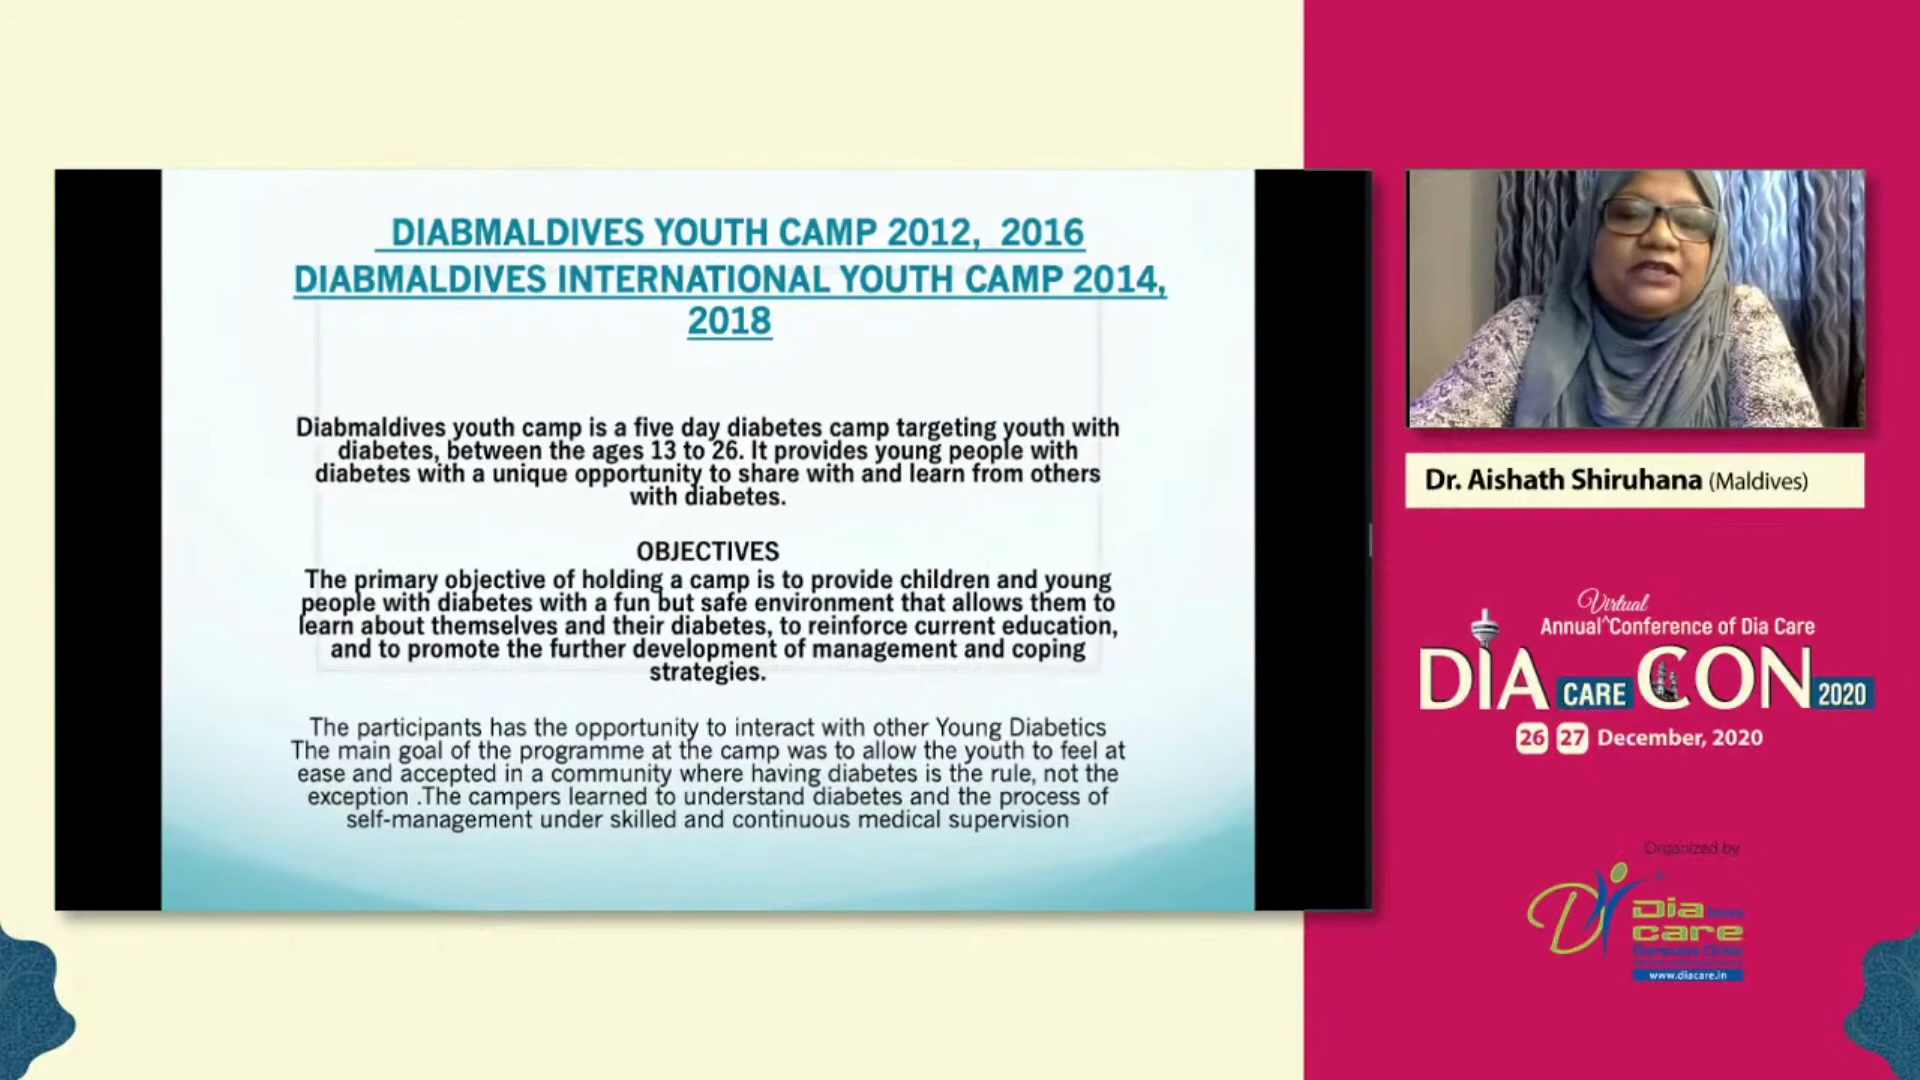 DIABMALDIVES YOUTH CAMP 2012, 2016
DIABMALDIVES INTERNATIONAL YOUTH CAMP 2014,
2018
Diabmaldives youth camp is a five day diabetes camp targeting youth with
diabetes, between the ages 13 to 26. It provides young people with
diabetes with a unique opportunity to share with and learn from others
with diabetes.
OBJECTIVES
The primary objective of holding a camp is to provide children and young
people with diabetes with a fun but safe environment that allows them to
learn about themselves and their diabetes, to reinforce current education,
and to promote the further development of management and coping
strategies.
The participants has the opportunity to interact with other Young Diabetics
The main goal of the programme at the camp was to allow the youth to feel at
ease and accepted in a community where having diabetes is the rule, not the
exception .The campers learned to understand diabetes and the process of
self-management under skilled and continuous medical supervision
Dr. Aishath Shiruhana (Maldives)
Virtual
Annual^Conference of Dia Care
DIA CARE CON 2020
26 27 December, 2020
Organized by
Dia
care
www.diacare.in